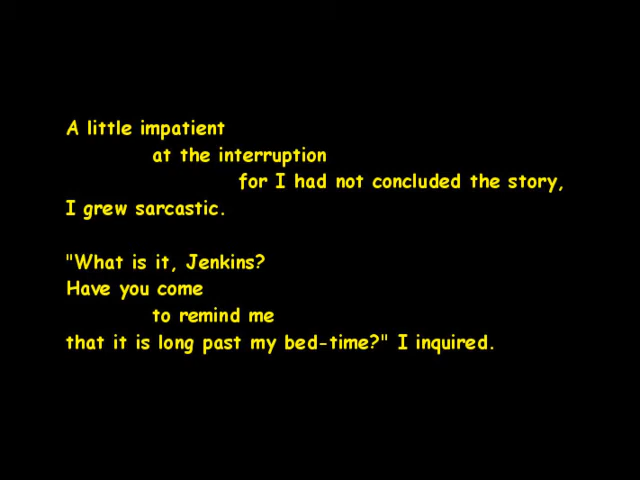 A little impatient
at the interruption
for I had not concluded the story,
I grew sarcastic.
"What is it, Jenkins?
Have you come
to remind me
that it is long past my bed-time?" I inquired.